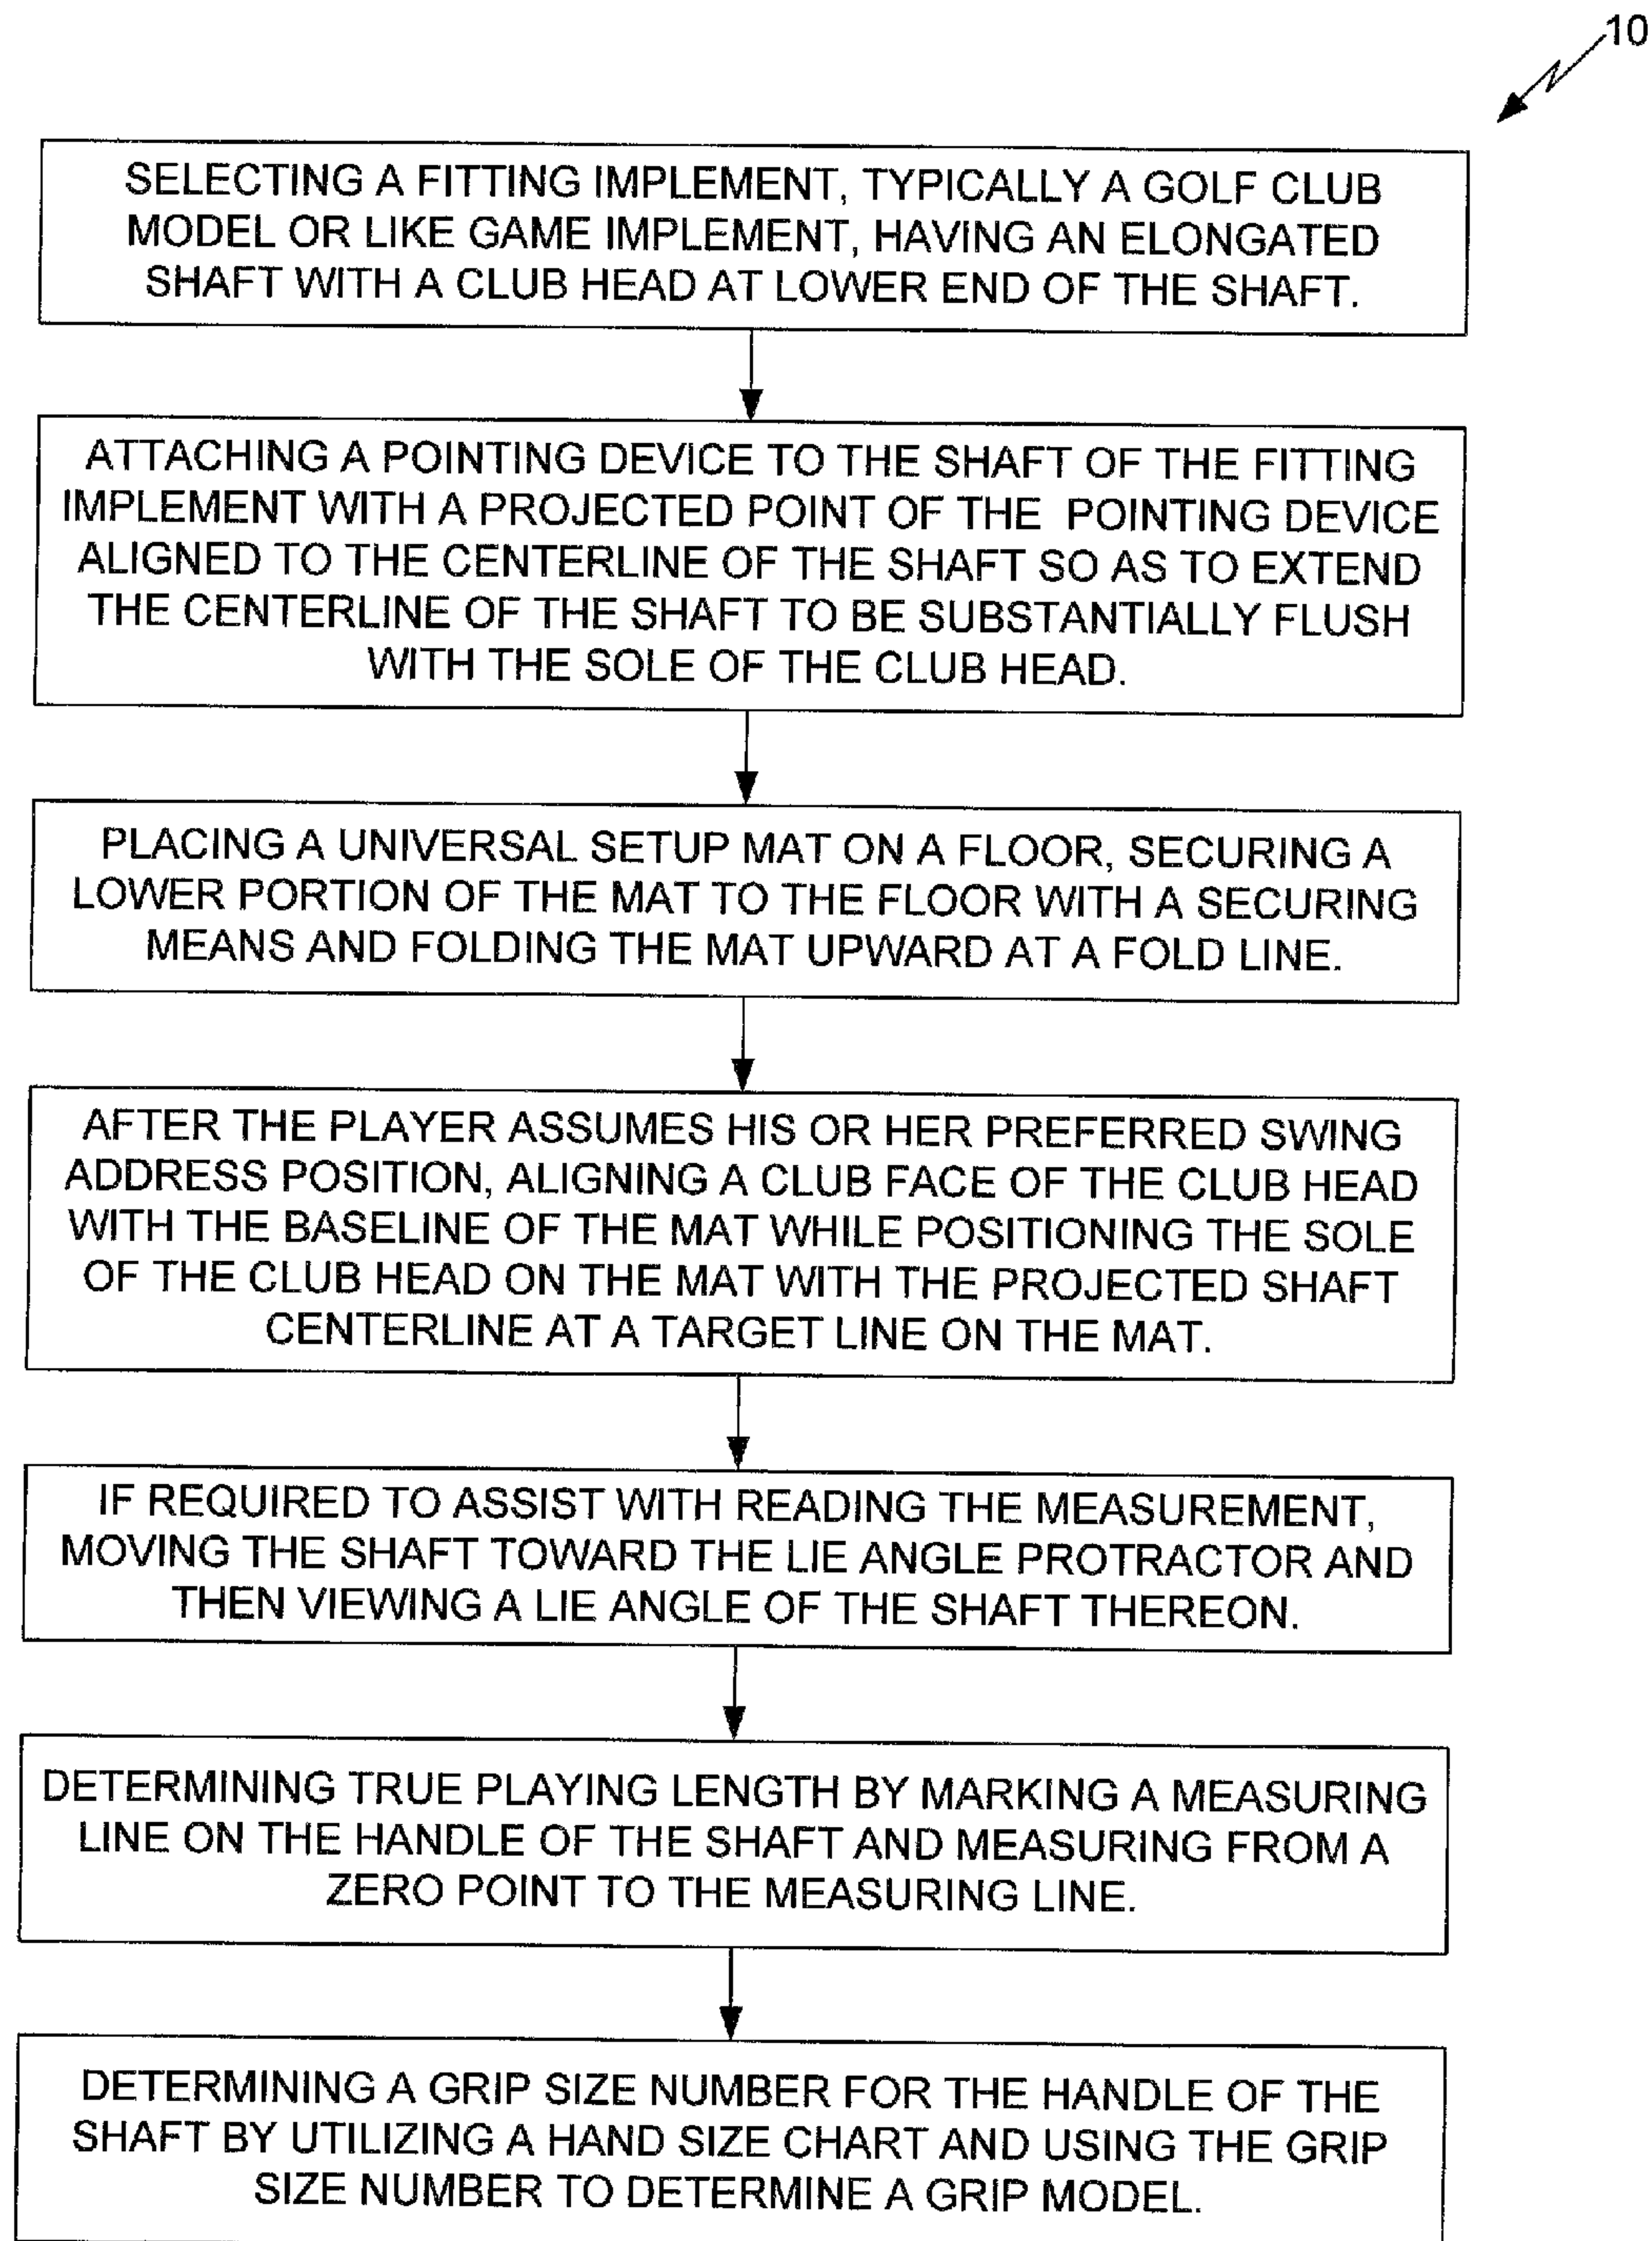 10
SELECTING A FITTING IMPLEMENT, TYPICALLY A GOLF CLUB
MODEL OR LIKE GAME IMPLEMENT, HAVING AN ELONGATED
SHAFT WITH A CLUB HEAD AT LOWER END OF THE SHAFT.
ATTACHING A POINTING DEVICE TO THE SHAFT OF THE FITTING
IMPLEMENT WITH A PROJECTED POINT OF THE POINTING DEVICE
ALIGNED TO THE CENTERLINE OF THE SHAFT SO AS TO EXTEND
THE CENTERLINE OF THE SHAFT TO BE SUBSTANTIALLY FLUSH
WITH THE SOLE OF THE CLUB HEAD.
PLACING A UNIVERSAL SETUP MAT ON A FLOOR, SECURING A
LOWER PORTION OF THE MAT TO THE FLOOR WITH A SECURING
MEANS AND FOLDING THE MAT UPWARD AT A FOLD LINE.
AFTER THE PLAYER ASSUMES HIS OR HER PREFERRED SWING
ADDRESS POSITION, ALIGNING A CLUB FACE OF THE CLUB HEAD
WITH THE BASELINE OF THE MAT WHILE POSITIONING THE SOLE
OF THE CLUB HEAD ON THE MAT WITH THE PROJECTED SHAFT
CENTERLINE AT A TARGET LINE ON THE MAT.
IF REQUIRED TO ASSIST WITH READING THE MEASUREMENT,
MOVING THE SHAFT TOWARD THE LIE ANGLE PROTRACTOR AND
THEN VIEWING A LIE ANGLE OF THE SHAFT THEREON.
DETERMINING TRUE PLAYING LENGTH BY MARKING A MEASURING
LINE ON THE HANDLE OF THE SHAFT AND MEASURING FROM A
ZERO POINT TO THE MEASURING LINE.
DETERMINING A GRIP SIZE NUMBER FOR THE HANDLE OF THE
SHAFT BY UTILIZING A HAND SIZE CHART AND USING THE GRIP
SIZE NUMBER TO DETERMINE A GRIP MODEL.